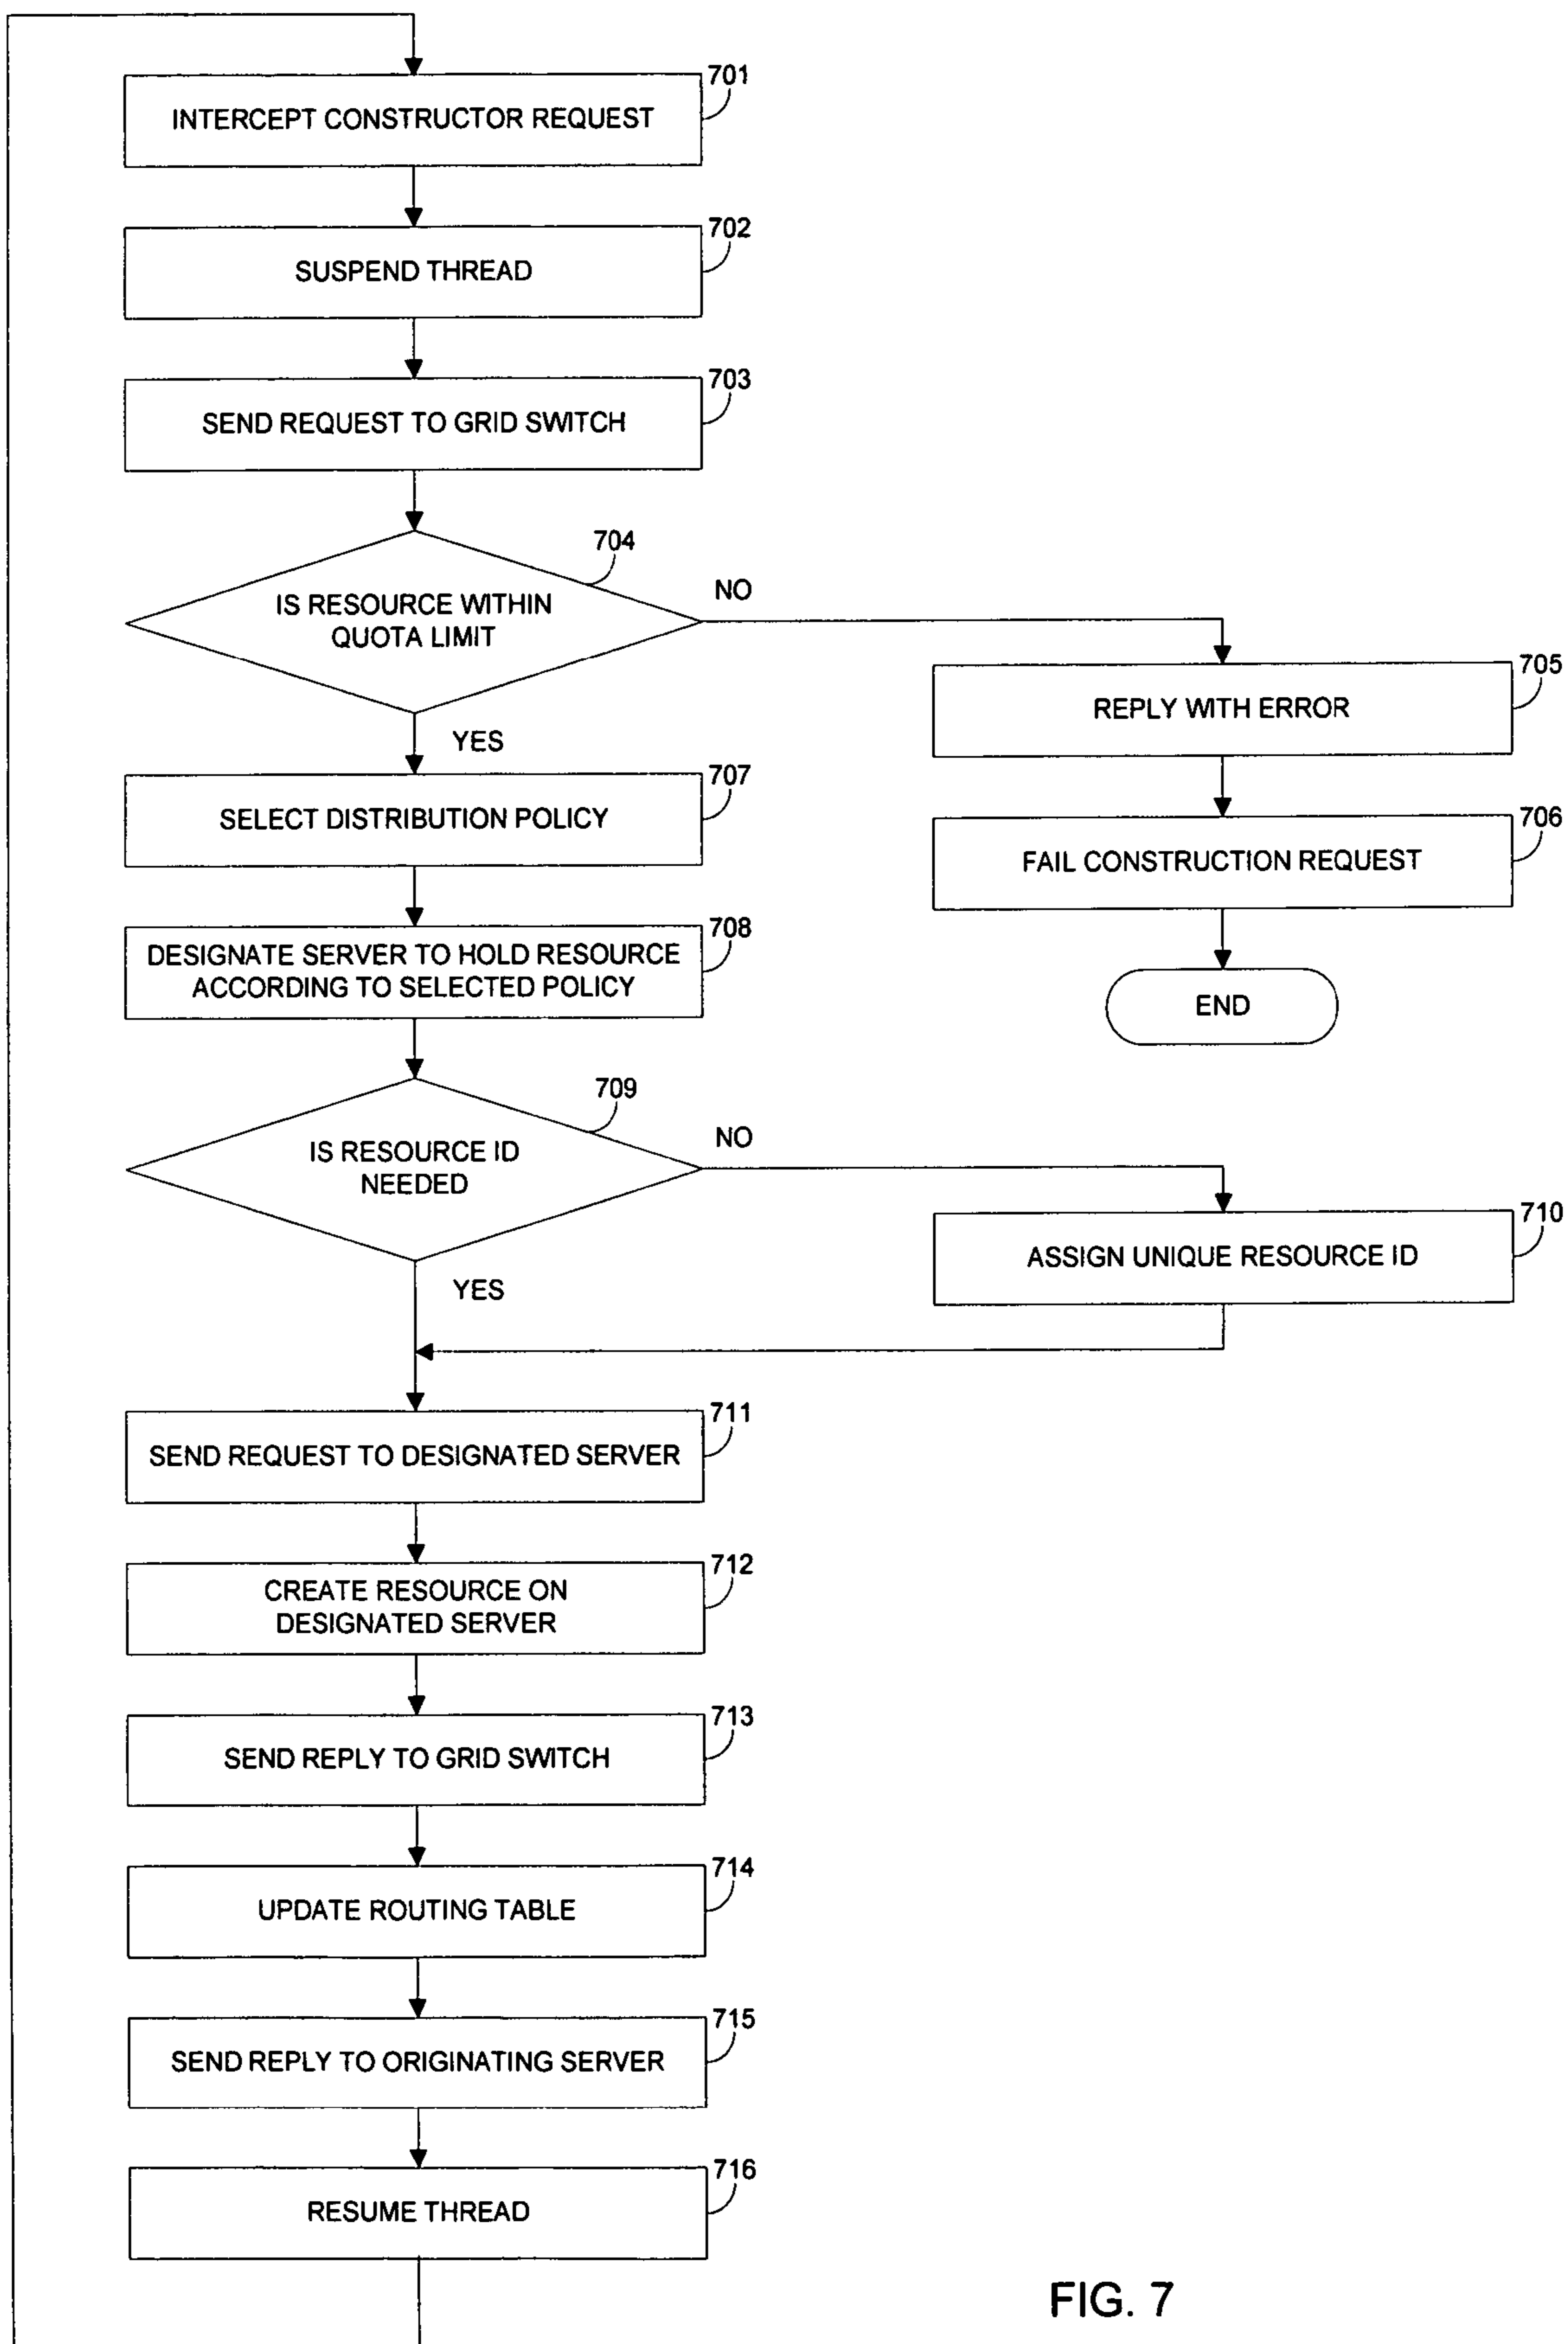 701
INTERCEPT CONSTRUCTOR REQUEST
702
SUSPEND THREAD
703
SEND REQUEST TO GRID SWITCH
704
IS RESOURCE WITHIN
QUOTA LIMIT
NO
YES
705
REPLY WITH ERROR
706
FAIL CONSTRUCTION REQUEST
END
707
SELECT DISTRIBUTION POLICY
708
DESIGNATE SERVER TO HOLD RESOURCE
ACCORDING TO SELECTED POLICY
709
IS RESOURCE ID
NEEDED
NO
YES
710
ASSIGN UNIQUE RESOURCE ID
711
SEND REQUEST TO DESIGNATED SERVER
712
CREATE RESOURCE ON
DESIGNATED SERVER
713
SEND REPLY TO GRID SWITCH
714
UPDATE ROUTING TABLE
715
SEND REPLY TO ORIGINATING SERVER
716
RESUME THREAD
FIG. 7